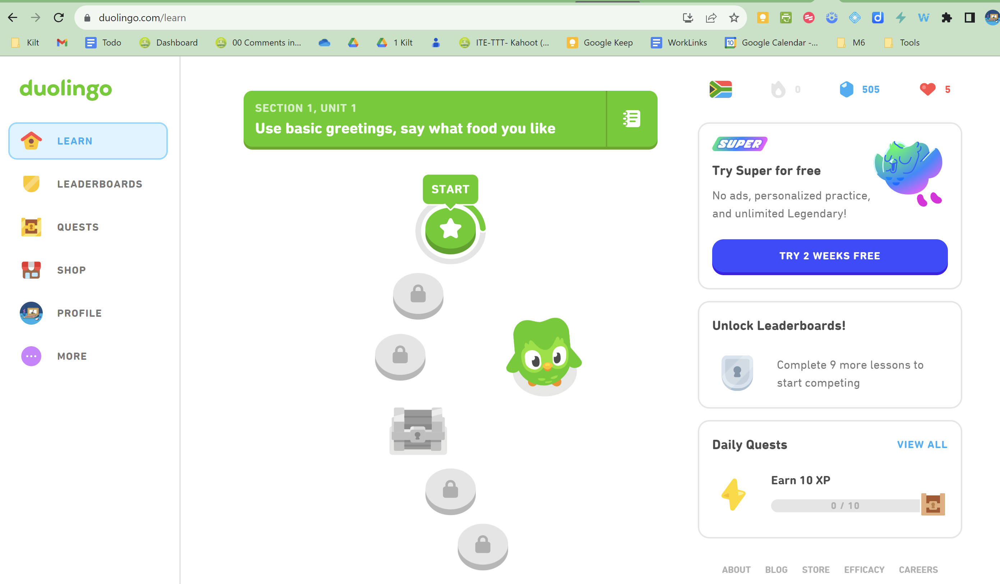 duolingo.com/learn
Kilt
Todo
Dashboard
00 Comments in...
1 Kilt
ITE-TTT- Kahoot (...
Google Keep
WorkLinks
10
Google Calendar -...
M6
Tools
duolingo
LEARN
LEADERBOARDS
QUESTS
SHOP
PROFILE
MORE
SECTION 1, UNIT 1
Use basic greetings, say what food you like
START
0
505
5
SUPER
Try Super for free
No ads, personalized practice,
and unlimited Legendary!
TRY 2 WEEKS FREE
Unlock Leaderboards!
Complete 9 more lessons to
start competing
Daily Quests
VIEW ALL
Earn 10 XP
0 / 10
ABOUT BLOG STORE EFFICACY CAREERS